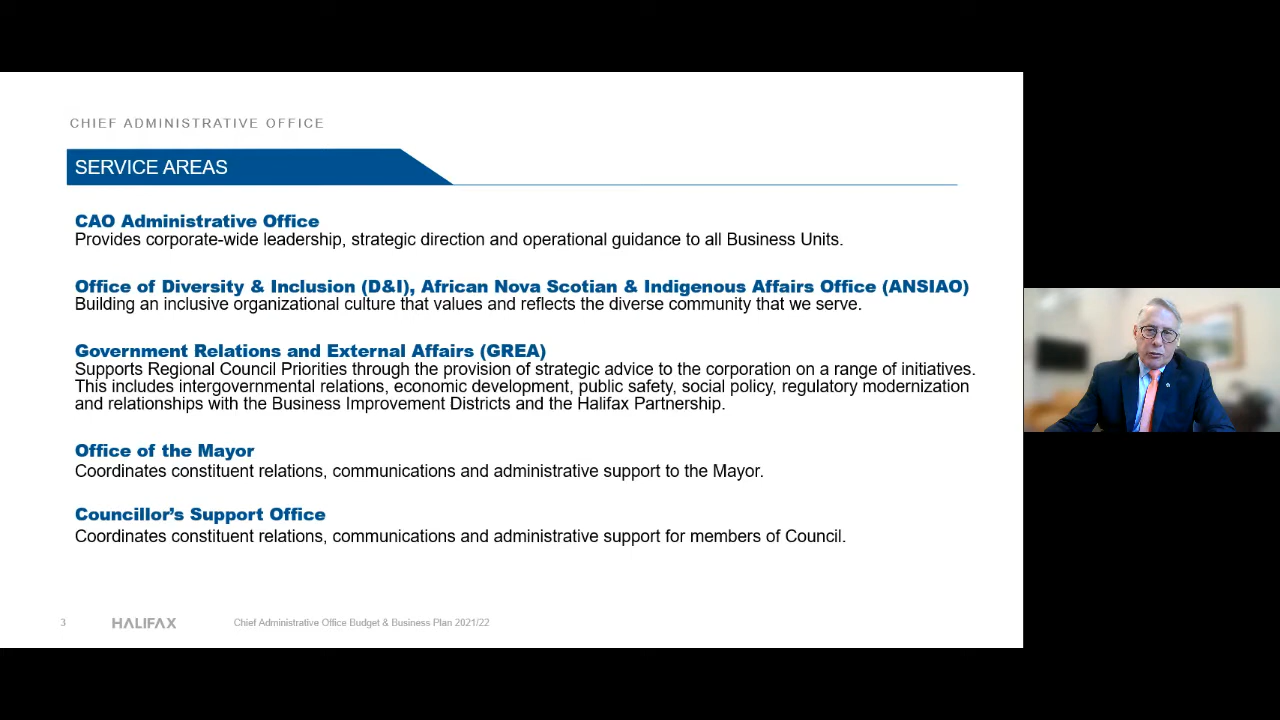 CHIEF ADMINISTRATIVE OFFICE
SERVICE AREAS
CAO Administrative Office
Provides corporate-wide leadership, strategic direction and operational guidance to all Business Units.
Office of Diversity & Inclusion (D&I), African Nova Scotian & Indigenous Affairs Office (ANSIAO)
Building an inclusive organizational culture that values and reflects the diverse community that we serve.
Government Relations and External Affairs (GREA)
Supports Regional Council Priorities through the provision of strategic advice to the corporation on a range of initiatives.
This includes intergovernmental relations, economic development, public safety, social policy, regulatory modernization
and relationships with the Business Improvement Districts and the Halifax Partnership.
Office of the Mayor
Coordinates constituent relations, communications and administrative support to the Mayor.
Councillor’s Support Office
Coordinates constituent relations, communications and administrative support for members of Council.
3 HALIFAX Chief Administrative Office Budget & Business Plan 2021/22